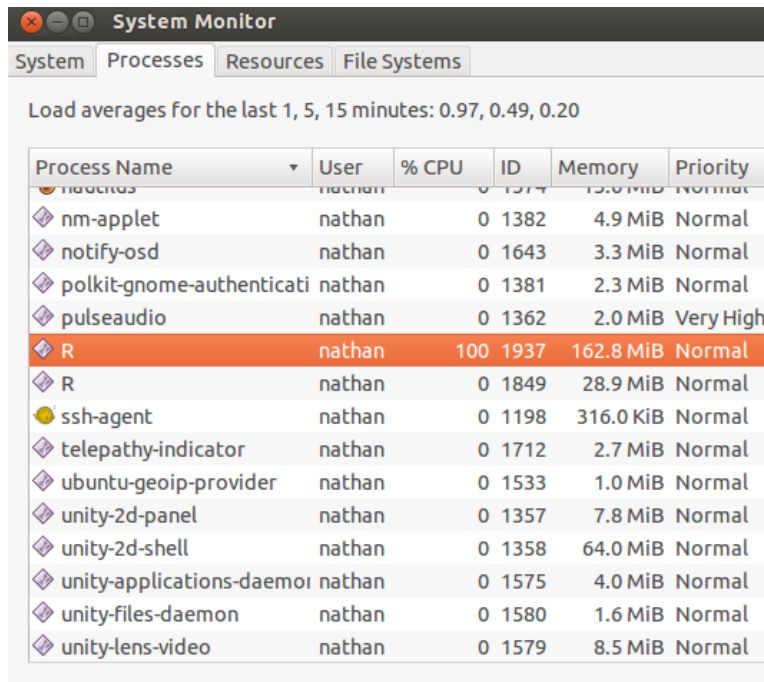 System Monitor
System Processes Resources File Systems
Load averages for the last 1, 5, 15 minutes: 0.97, 0.49, 0.20
Process Name User % CPU ID Memory Priority
nautilus nathan 0 1374 Normal
nm-applet nathan 0 1382 4.9 MiB Normal
notify-osd nathan 0 1643 3.3 MiB Normal
polkit-gnome-authenticati nathan 0 1381 2.3 MiB Normal
pulseaudio nathan 0 1362 2.0 MiB Very High
R nathan 100 1937 162.8 MiB Normal
R nathan 0 1849 28.9 MiB Normal
ssh-agent nathan 0 1198 316.0 KiB Normal
telepathy-indicator nathan 0 1712 2.7 MiB Normal
ubuntu-geoip-provider nathan 0 1533 1.0 MiB Normal
unity-2d-panel nathan 0 1357 7.8 MiB Normal
unity-2d-shell nathan 0 1358 64.0 MiB Normal
unity-applications-daemon nathan 0 1575 4.0 MiB Normal
unity-files-daemon nathan 0 1580 1.6 MiB Normal
unity-lens-video nathan 0 1579 8.5 MiB Normal